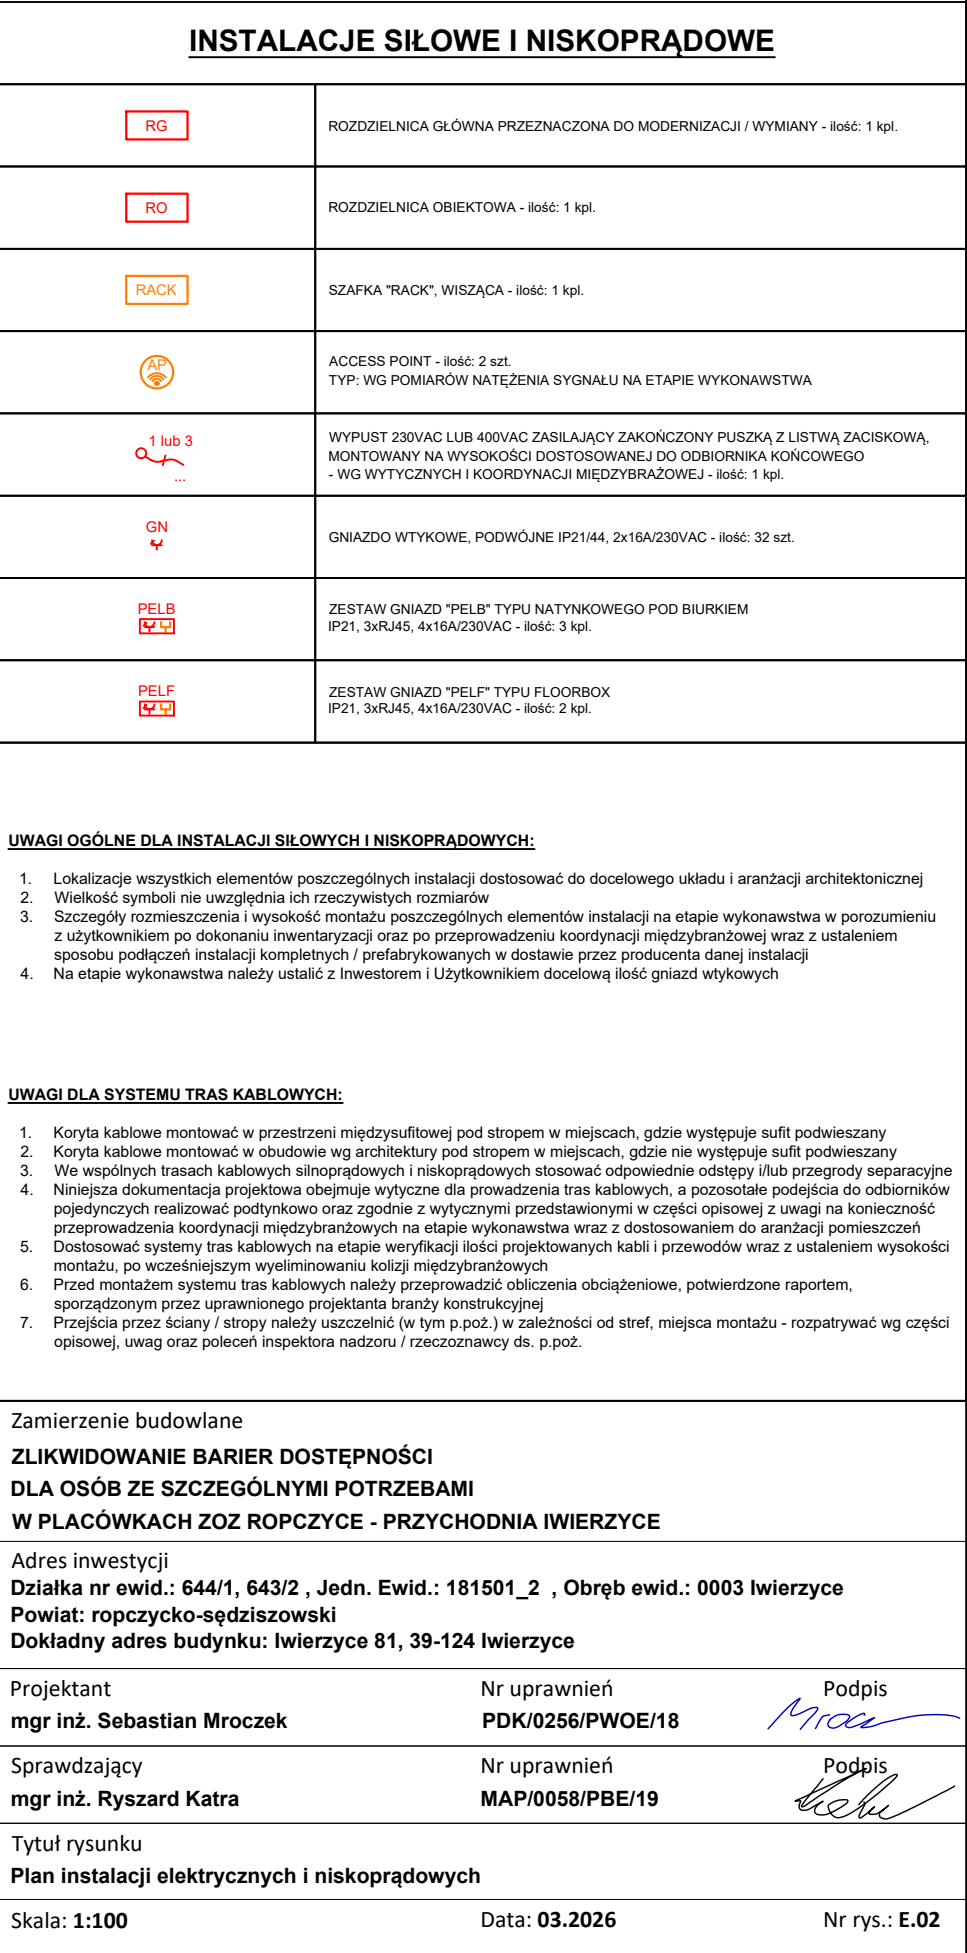 INSTALACJE SIŁOWE I NISKOPRĄDOWE
RG
ROZDZIELNICA GŁÓWNA PRZEZNACZONA DO MODERNIZACJI / WYMIANY - ilość: 1 kpl.
RO
ROZDZIELNICA OBIEKTOWA - ilość: 1 kpl.
RACK
SZAFKA "RACK", WISZĄCA - ilość: 1 kpl.
AP
ACCESS POINT - ilość: 2 szt.
TYP: WG POMIARÓW NATĘŻENIA SYGNAŁU NA ETAPIE WYKONAWSTWA
1 lub 3
...
WYPUST 230VAC LUB 400VAC ZASILAJĄCY ZAKOŃCZONY PUSZKĄ Z LISTWĄ ZACISKOWĄ,
MONTOWANY NA WYSOKOŚCI DOSTOSOWANEJ DO ODBIORNIKA KOŃCOWEGO
- WG WYTYCZNYCH I KOORDYNACJI MIĘDZYBRAŻOWEJ - ilość: 1 kpl.
GN
GNIAZDO WTYKOWE, PODWÓJNE IP21/44, 2x16A/230VAC - ilość: 32 szt.
PELB
ZESTAW GNIAZD "PELB" TYPU NATYNKOWEGO POD BIURKIEM
IP21, 3xRJ45, 4x16A/230VAC - ilość: 3 kpl.
PELF
ZESTAW GNIAZD "PELF" TYPU FLOORBOX
IP21, 3xRJ45, 4x16A/230VAC - ilość: 2 kpl.
UWAGI OGÓLNE DLA INSTALACJI SIŁOWYCH I NISKOPRĄDOWYCH:
1. Lokalizacje wszystkich elementów poszczególnych instalacji dostosować do docelowego układu i aranżacji architektonicznej
2. Wielkość symboli nie uwzględnia ich rzeczywistych rozmiarów
3. Szczegóły rozmieszczenia i wysokość montażu poszczególnych elementów instalacji na etapie wykonawstwa w porozumieniu
z użytkownikiem po dokonaniu inwentaryzacji oraz po przeprowadzeniu koordynacji międzybranżowej wraz z ustaleniem
sposobu podłączeń instalacji kompletnych / prefabrykowanych w dostawie przez producenta danej instalacji
4. Na etapie wykonawstwa należy ustalić z Inwestorem i Użytkownikiem docelową ilość gniazd wtykowych
UWAGI DLA SYSTEMU TRAS KABLOWYCH:
1. Koryta kablowe montować w przestrzeni międzysufitowej pod stropem w miejscach, gdzie występuje sufit podwieszany
2. Koryta kablowe montować w obudowie wg architektury pod stropem w miejscach, gdzie nie występuje sufit podwieszany
3. We wspólnych trasach kablowych silnoprądowych i niskoprądowych stosować odpowiednie odstępy i/lub przegrody separacyjne
4. Niniejsza dokumentacja projektowa obejmuje wytyczne dla prowadzenia tras kablowych, a pozosotałe podejścia do odbiorników
pojedynczych realizować podtynkowo oraz zgodnie z wytycznymi przedstawionymi w części opisowej z uwagi na konieczność
przeprowadzenia koordynacji międzybranżowych na etapie wykonawstwa wraz z dostosowaniem do aranżacji pomieszczeń
5. Dostosować systemy tras kablowych na etapie weryfikacji ilości projektowanych kabli i przewodów wraz z ustaleniem wysokości
montażu, po wcześniejszym wyeliminowaniu kolizji międzybranżowych
6. Przed montażem systemu tras kablowych należy przeprowadzić obliczenia obciążeniowe, potwierdzone raportem,
sporządzonym przez uprawnionego projektanta branży konstrukcyjnej
7. Przejścia przez ściany / stropy należy uszczelnić (w tym p.poż.) w zależności od stref, miejsca montażu - rozpatrywać wg części
opisowej, uwag oraz poleceń inspektora nadzoru / rzeczoznawcy ds. p.poż.
Zamierzenie budowlane
ZLIKWIDOWANIE BARIER DOSTĘPNOŚCI
DLA OSÓB ZE SZCZEGÓLNYMI POTRZEBAMI
W PLACÓWKACH ZOZ ROPCZYCE - PRZYCHODNIA IWIERZYCE
Adres inwestycji
Działka nr ewid.: 644/1, 643/2 , Jedn. Ewid.: 181501_2 , Obręb ewid.: 0003 Iwierzyce
Powiat: ropczycko-sędziszowski
Dokładny adres budynku: Iwierzyce 81, 39-124 Iwierzyce
Projektant Nr uprawnień Podpis
mgr inż. Sebastian Mroczek PDK/0256/PWOE/18
Sprawdzający Nr uprawnień Podpis
mgr inż. Ryszard Katra MAP/0058/PBE/19
Tytuł rysunku
Plan instalacji elektrycznych i niskoprądowych
Skala: 1:100 Data: 03.2026 Nr rys.: E.02